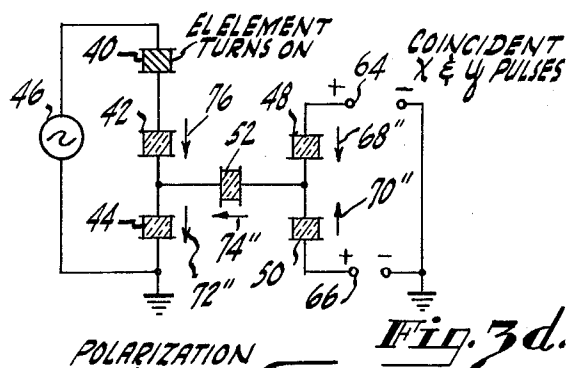 ELELEMENT
TURNS ON
COINCIDENT
X & Y PULSES
40
46
42
76
48
+ 64 -
52
68"
44
74"
70"
72"
50
+ -
66
Fig. 3d.
POLARIZATION